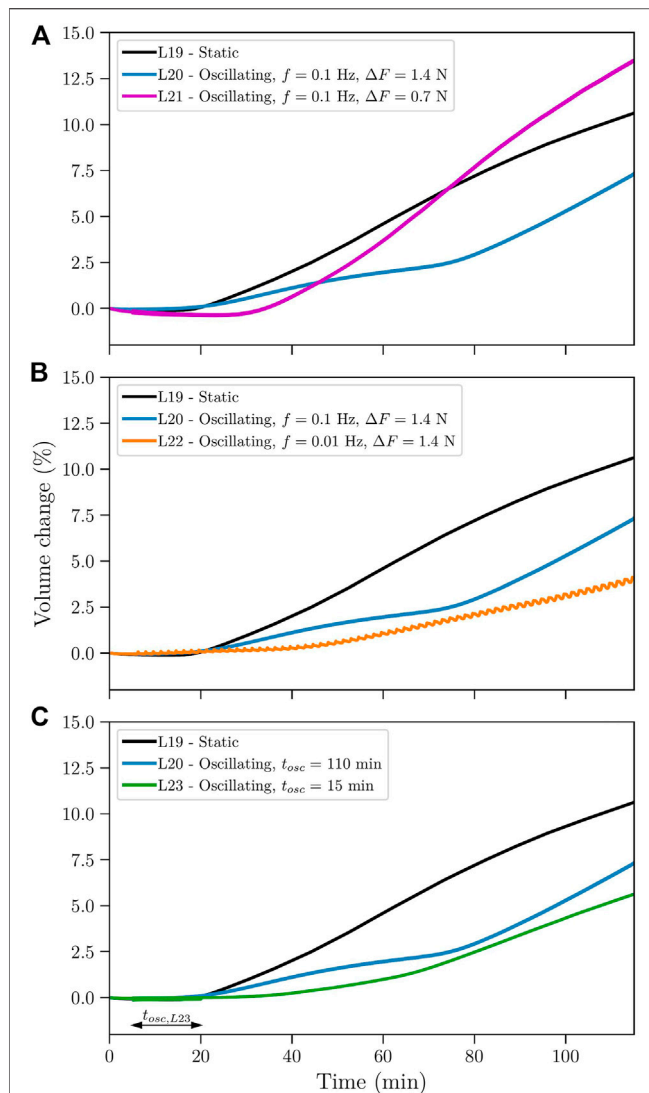 A
15.0
12.5
10.0
7.5
5.0
2.5
0.0
L19 - Static
L20 - Oscillating, f = 0.1 Hz, ΔF = 1.4 N
L21 - Oscillating, f = 0.1 Hz, ΔF = 0.7 N
B
15.0
12.5
10.0
7.5
5.0
2.5
0.0
L19 - Static
L20 - Oscillating, f = 0.1 Hz, ΔF = 1.4 N
L22 - Oscillating, f = 0.01 Hz, ΔF = 1.4 N
Volume change (%)
C
15.0
12.5
10.0
7.5
5.0
2.5
0.0
L19 - Static
L20 - Oscillating, t_osc = 110 min
L23 - Oscillating, t_osc = 15 min
t_osc,L23
0 20 40 60 80 100
Time (min)